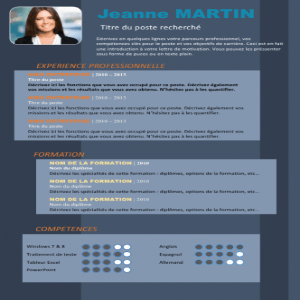 Jeanne MARTIN
Titre du poste recherché
Décrivez en quelques lignes votre parcours professionnel, vos
compétences clés pour le poste et vos objectifs de carrière. Ceci est en fait
une introduction à votre lettre de motivation. Vous pouvez les présenter
sous forme de puces ou en texte plein.
EXPERIENCE PROFESSIONNELLE
| 2016 - 2017
Titre du poste
Décrivez ici les fonctions que vous avez occupé pour ce poste. Décrivez également
vos missions et les résultats que vous avez obtenu. N'hésitez pas à les quantifier.
| 2016 - 2017
Titre du poste
Décrivez ici les fonctions que vous avez occupé pour ce poste. Décrivez également vos
missions et les résultats que vous avez obtenu. N'hésitez pas à les quantifier.
Titre du poste
Décrivez ici les fonctions que vous avez occupé pour ce poste. Décrivez également vos
missions et les résultats que vous avez obtenu. N'hésitez pas à les quantifier.
FORMATION
NOM DE LA FORMATION | 2010
Nom du diplôme
Décrivez les spécialités de cette formation - diplômes, options de la formation, etc...
NOM DE LA FORMATION | 2010
Nom du diplôme
Décrivez les spécialités de cette formation - diplômes, options de la formation, etc...
NOM DE LA FORMATION | 2010
Nom du diplôme
Décrivez les spécialités de cette formation - diplômes, options de la formation, etc...
COMPETENCES
Windows 7 & 8
Anglais
Traitement de texte
Espagnol
Tableur Excel
Allemand
PowerPoint